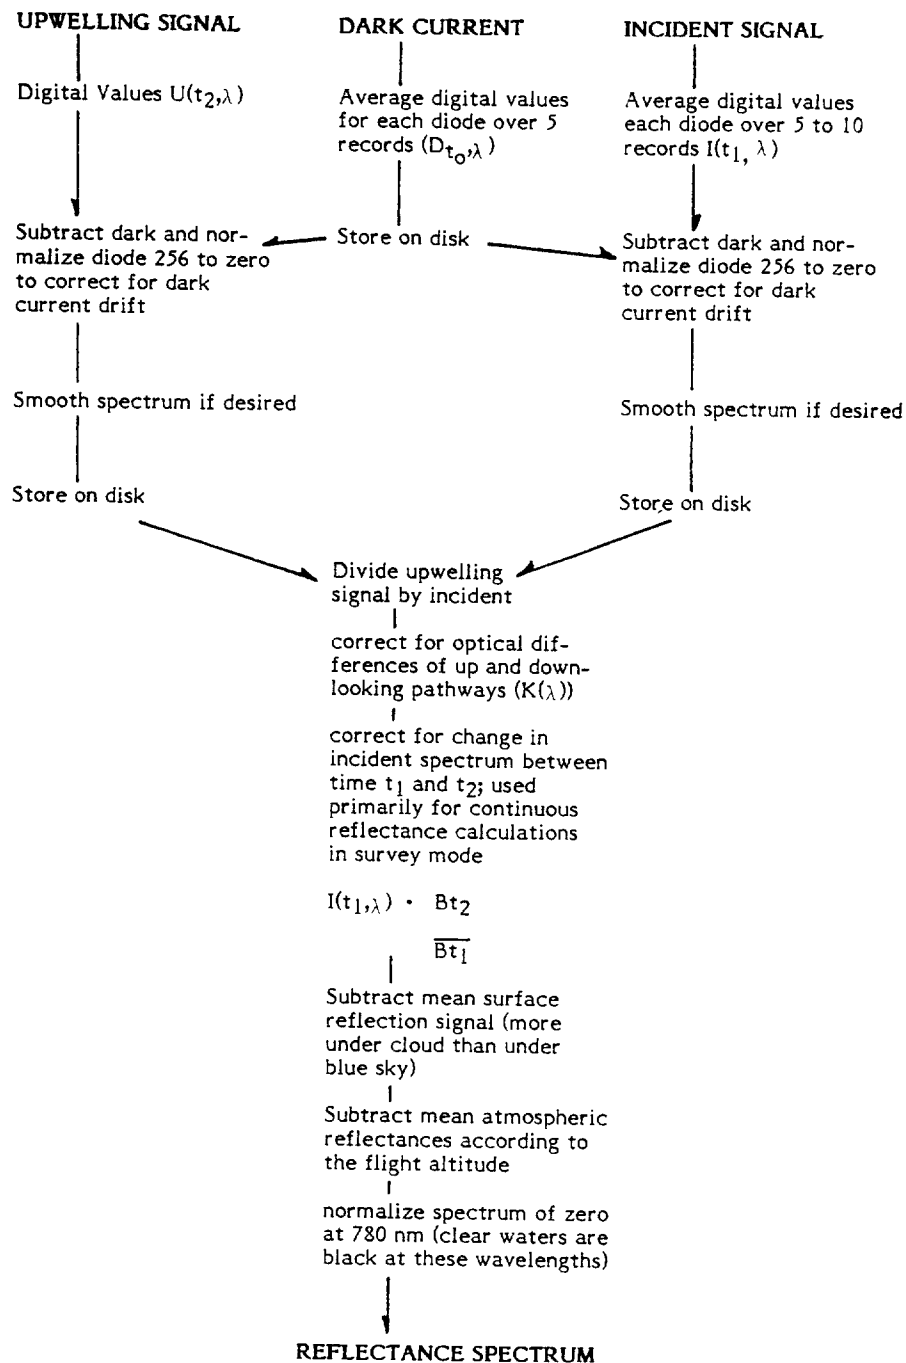 UPWELLING SIGNAL
Digital Values U(t2,λ)
Subtract dark and nor-
malize diode 256 to zero
to correct for dark
current drift
Smooth spectrum if desired
Store on disk
DARK CURRENT
Average digital values
for each diode over 5
records (Dto,λ)
Store on disk
INCIDENT SIGNAL
Average digital values
each diode over 5 to 10
records I(t1, λ)
Subtract dark and nor-
malize diode 256 to zero
to correct for dark
current drift
Smooth spectrum if desired
Store on disk
Divide upwelling
signal by incident
correct for optical dif-
ferences of up and down-
looking pathways (K(λ))
correct for change in
incident spectrum between
time t1 and t2; used
primarily for continuous
reflectance calculations
in survey mode
I(t1,λ) · Bt2
Bt1
Subtract mean surface
reflection signal (more
under cloud than under
blue sky)
Subtract mean atmospheric
reflectances according to
the flight altitude
normalize spectrum of zero
at 780 nm (clear waters are
black at these wavelengths)
REFLECTANCE SPECTRUM